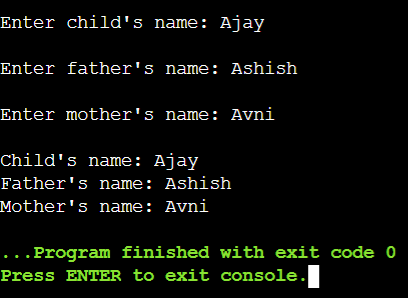 Enter child's name: Ajay
Enter father's name: Ashish
Enter mother's name: Avni
Child's name: Ajay
Father's name: Ashish
Mother's name: Avni
...Program finished with exit code 0
Press ENTER to exit console.